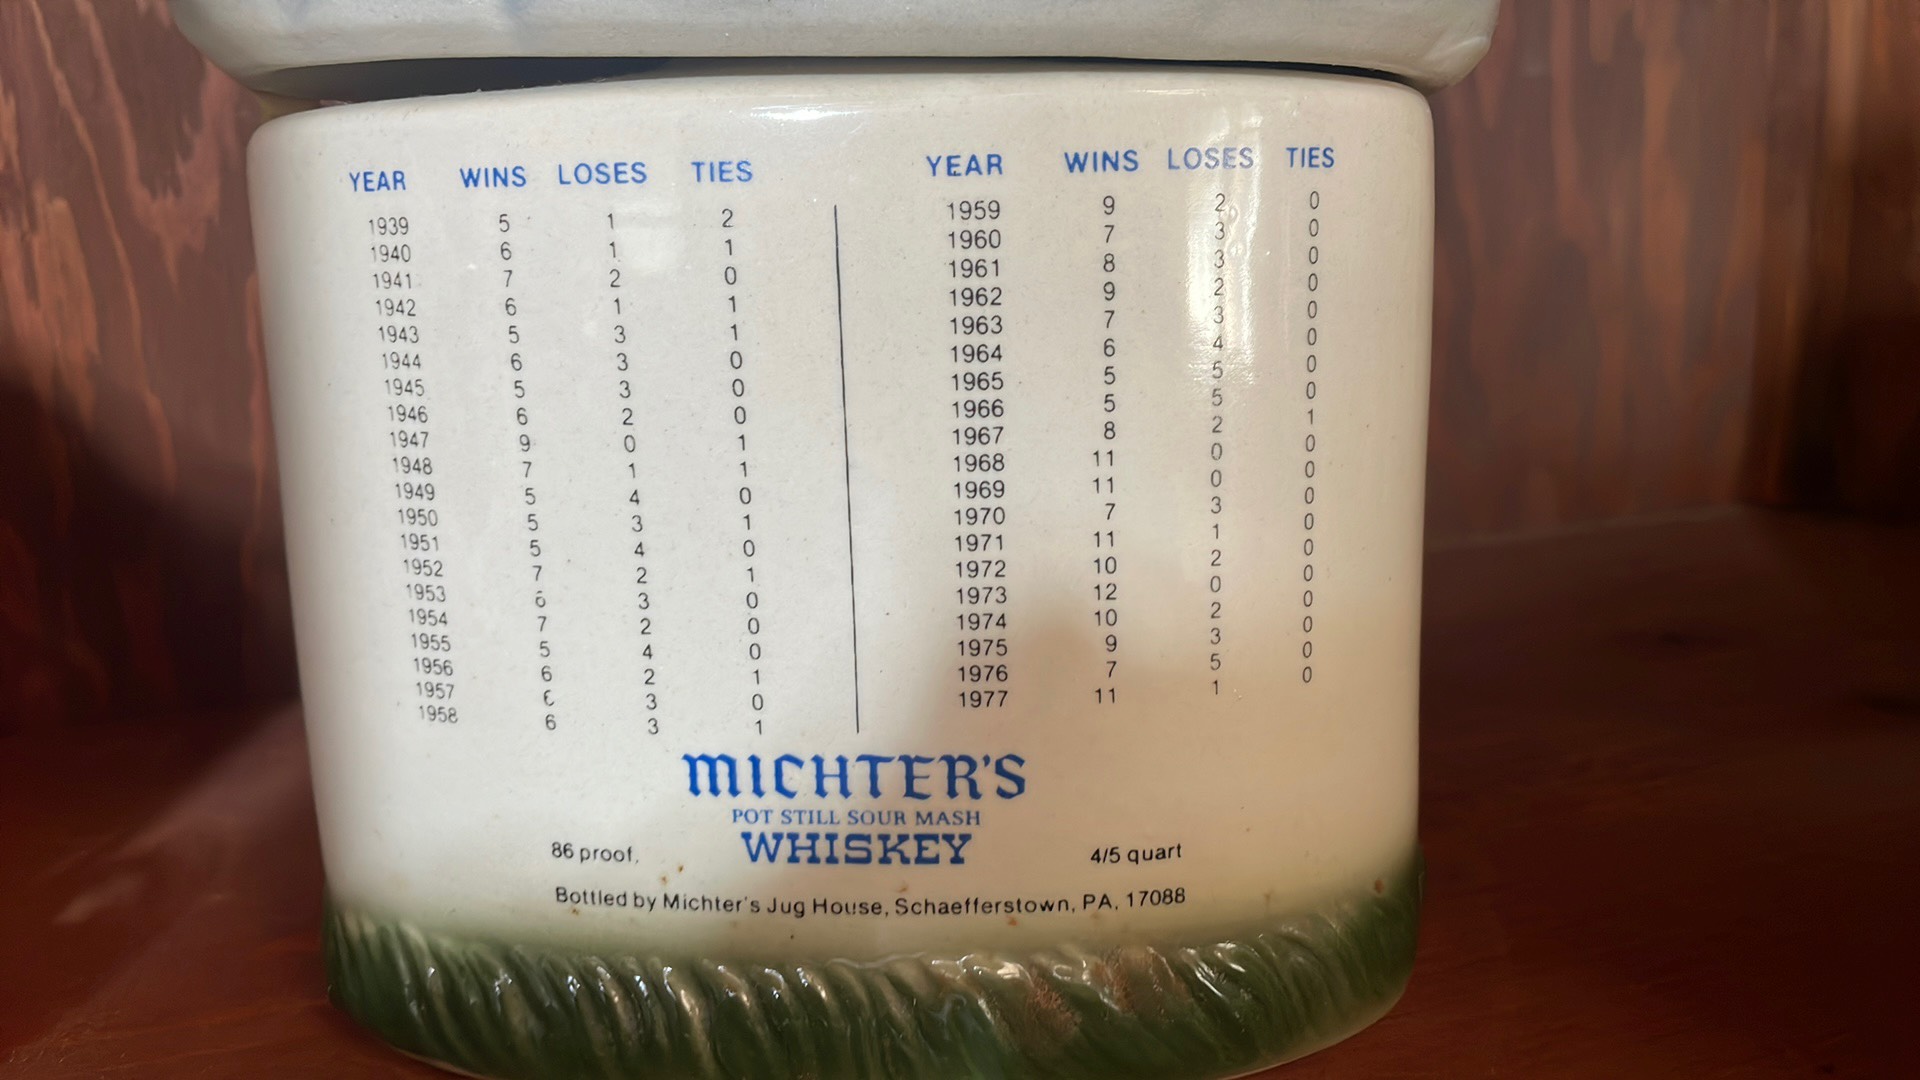 YEAR WINS LOSES TIES YEAR WINS LOSES TIES
1939 5 1 2 1959 9 2 0
1940 6 1 1 1960 7 3 0
1941 7 2 0 1961 8 3 0
1942 6 1 1 1962 9 2 0
1943 5 3 1 1963 7 3 0
1944 6 3 0 1964 6 4 0
1945 5 3 0 1965 5 5 0
1946 6 2 0 1966 5 5 0
1947 9 0 1 1967 8 2 1
1948 7 1 1 1968 11 0 0
1949 5 4 0 1969 11 0 0
1950 5 3 1 1970 7 3 0
1951 5 4 0 1971 11 1 0
1952 7 2 1 1972 10 2 0
1953 6 3 0 1973 12 0 0
1954 7 2 0 1974 10 2 0
1955 5 4 0 1975 9 3 0
1956 6 2 1 1976 7 5 0
1957 3 0 1977 11 1 0
1958 6 3 1
MICHTER'S
POT STILL SOUR MASH
86 proof. WHISKEY 4/5 quart
Bottled by Michter's Jug House, Schaefferstown, PA. 17088